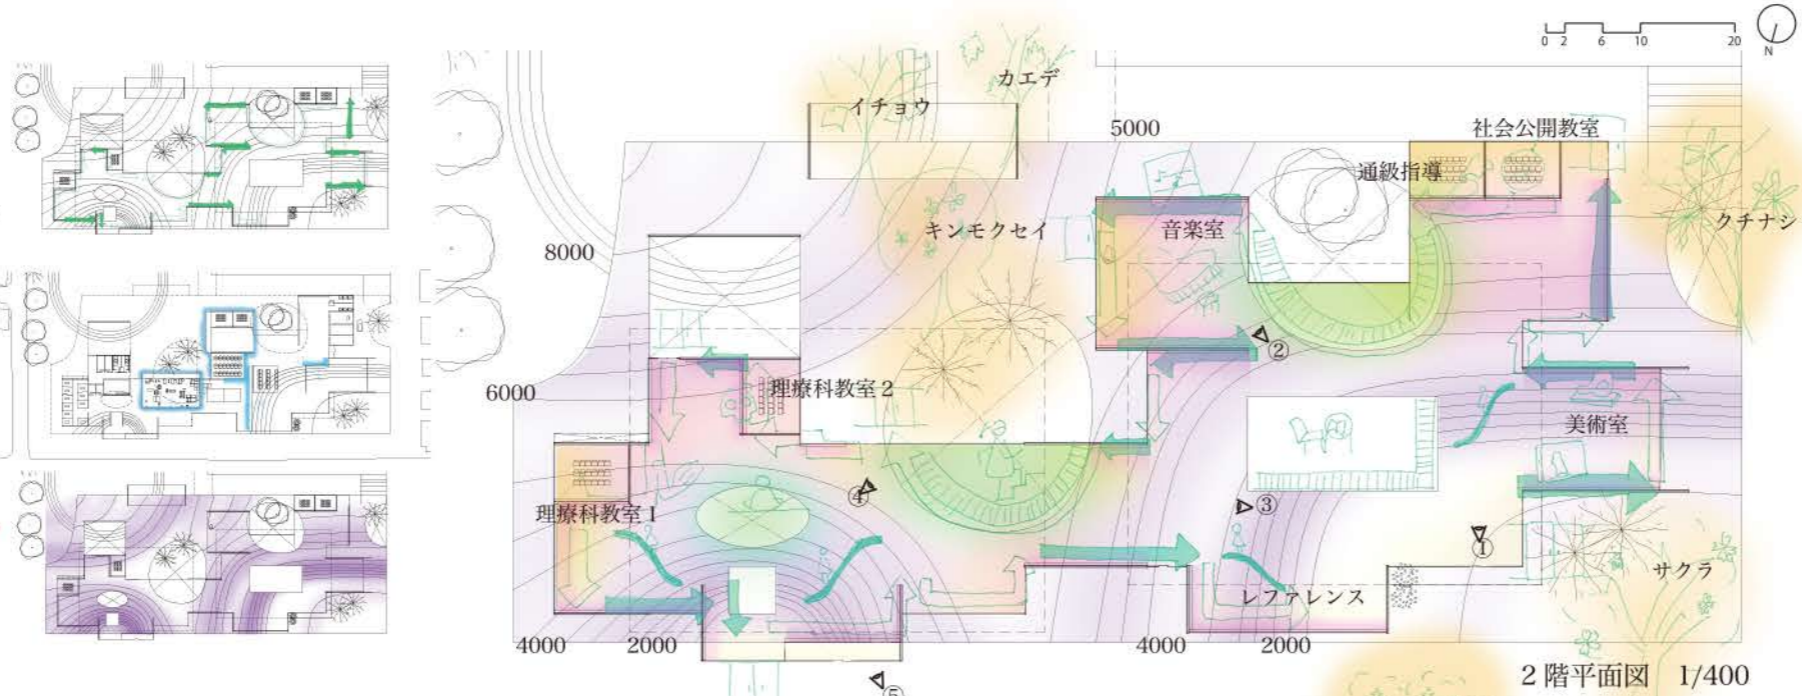 0 2 6 10 20
N
カエデ
イチョウ
5000
社会公開教室
通級指導
クチナシ
キンモクセイ
音楽室
8000
②
6000
理療科教室2
美術室
④
③
理療科教室1
①
サクラ
レファレンス
4000 2000 4000 2000
2階平面図 1/400
⑤